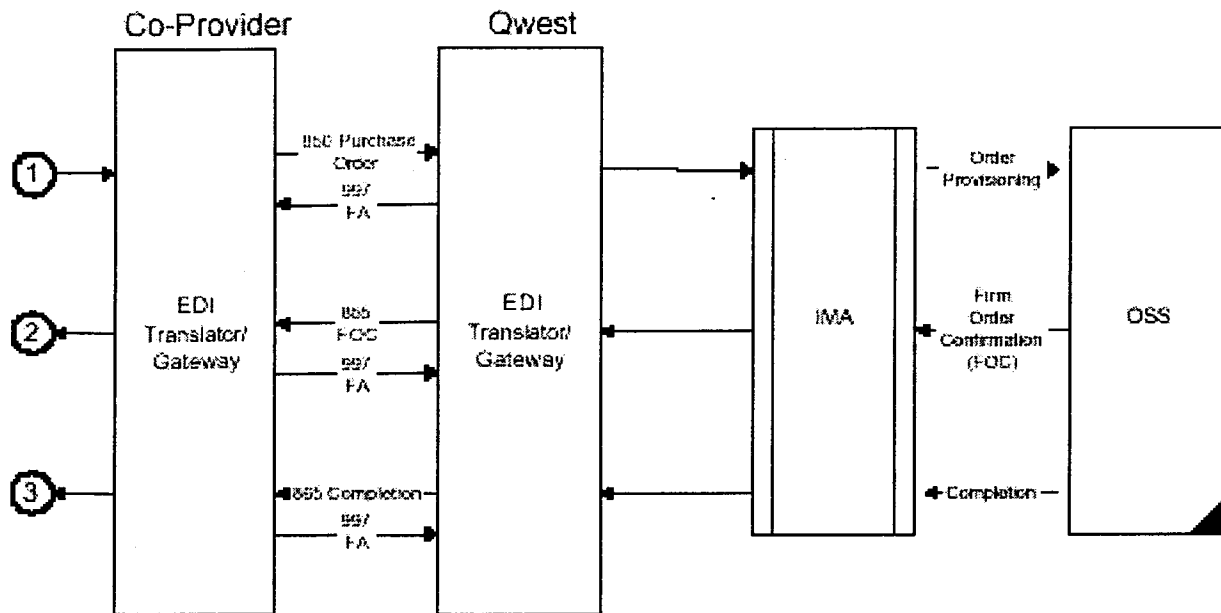 Co-Provider
Qwest
1
850 Purchase
Order
997
FA
Order
Provisioning
EDI
Translator/
Gateway
2
855
FOC
997
FA
EDI
Translator/
Gateway
IMA
Firm
Order
Confirmation
(FOC)
OSS
3
865 Completion
997
FA
Completion